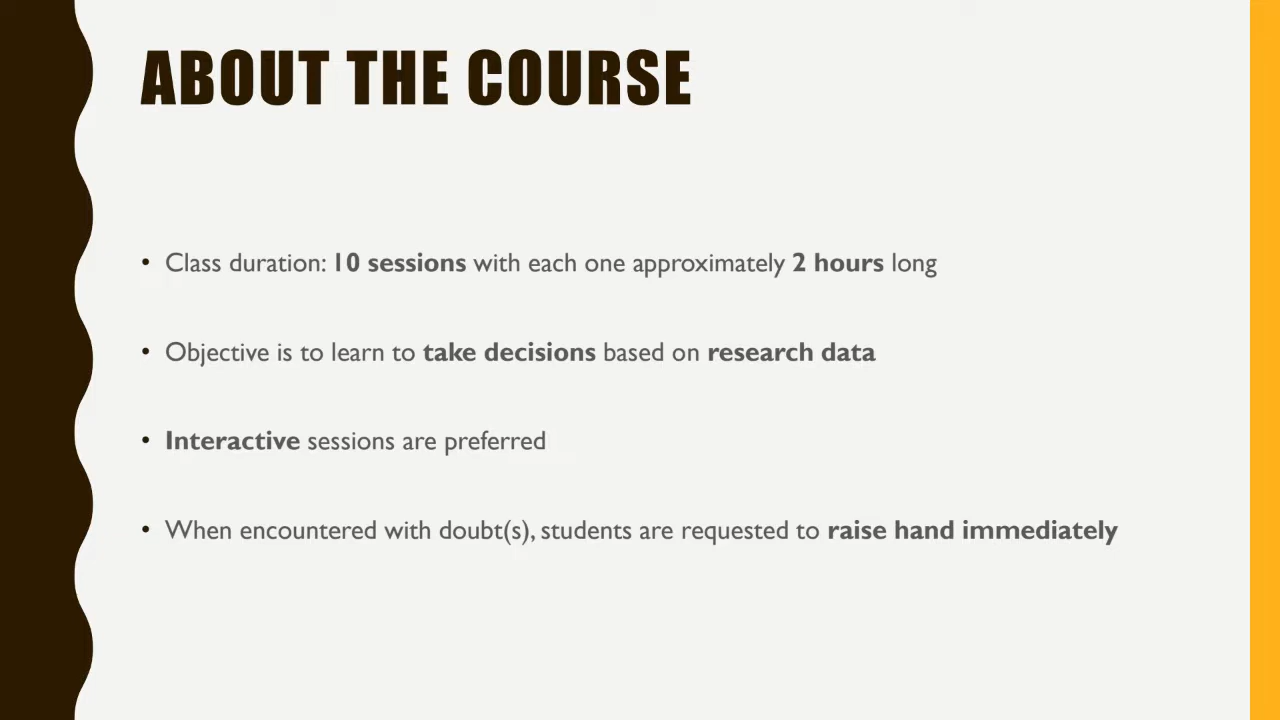 ABOUT THE COURSE
• Class duration: 10 sessions with each one approximately 2 hours long
• Objective is to learn to take decisions based on research data
• Interactive sessions are preferred
• When encountered with doubt(s), students are requested to raise hand immediately